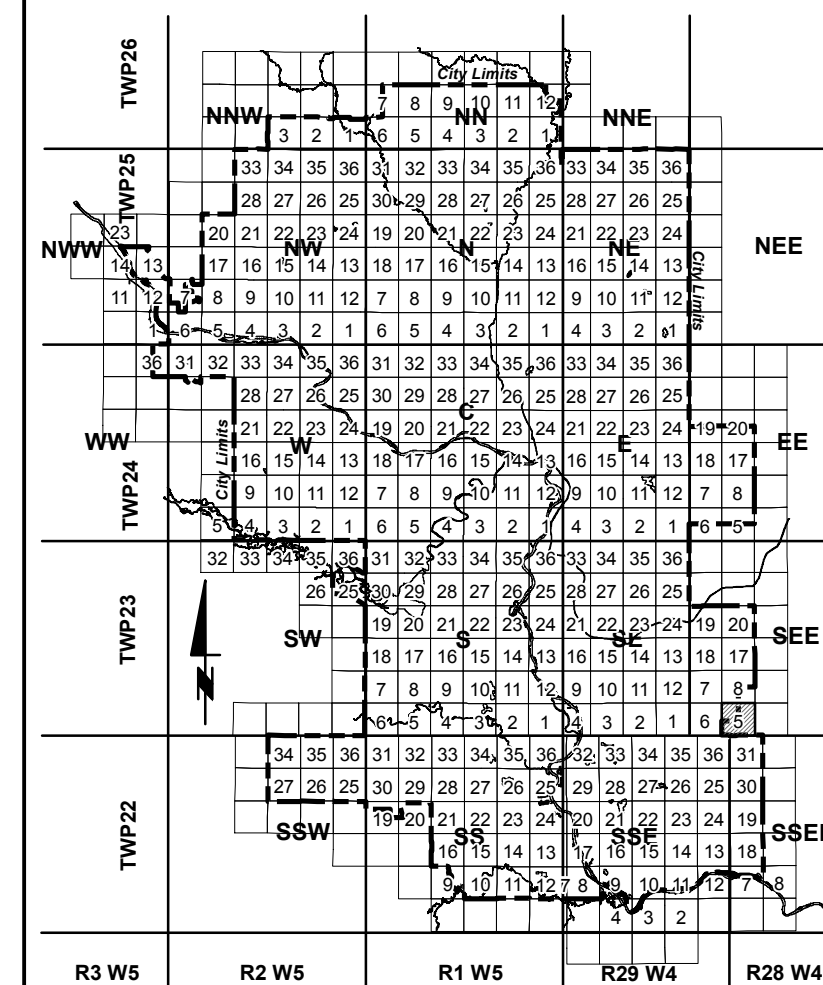 TWP26
City Limits
7 8 9 10 11 12
NNW NN NNE
3 2 1 6 5 4 3 2 1
TWP25
33 34 35 36 31 32 33 34 35 36 33 34 35 36
28 27 26 25 30 29 28 27 26 25 28 27 26 25
23 20 21 22 23 24 19 20 21 22 23 24 21 22 23 24
NWW NW N NE NEE
14 13 17 16 15 14 13 18 17 16 15 14 13 16 15 14 13
City Limits
11 12 7 8 9 10 11 12 7 8 9 10 11 12 9 10 11 12
1 6 5 4 3 2 1 6 5 4 3 2 1 4 3 2 1
36 31 32 33 34 35 36 31 32 33 34 35 36 33 34 35 36
28 27 26 25 30 29 28 27 26 25 28 27 26 25
C
21 22 23 24 19 20 21 22 23 24 21 22 23 24 19 20
WW City Limits W E EE
16 15 14 13 18 17 16 15 14 13 16 15 14 13 18 17
TWP24
9 10 11 12 7 8 9 10 11 12 9 10 11 12 7 8
5 4 3 2 1 6 5 4 3 2 1 4 3 2 1 6 5
32 33 34 35 36 31 32 33 34 35 36 33 34 35 36
26 25 30 29 28 27 26 25 28 27 26 25
TWP23
19 20 21 22 23 24 21 22 23 24 19 20
SW S SE SEE
18 17 16 15 14 13 16 15 14 13 18 17
N
7 8 9 10 11 12 9 10 11 12 7 8
6 5 4 3 2 1 4 3 2 1 6 5
34 35 36 31 32 33 34 35 36 32 33 34 35 36 31
27 26 25 30 29 28 27 26 25 29 28 27 26 25 30
TWP22
19 20 21 22 23 24 20 21 22 23 24 19
SSW SS SSE SSEE
16 15 14 13 17 16 15 14 13 18
9 10 11 12 7 8 9 10 11 12 7 8
4 3 2
R3 W5 R2 W5 R1 W5 R29 W4 R28 W4